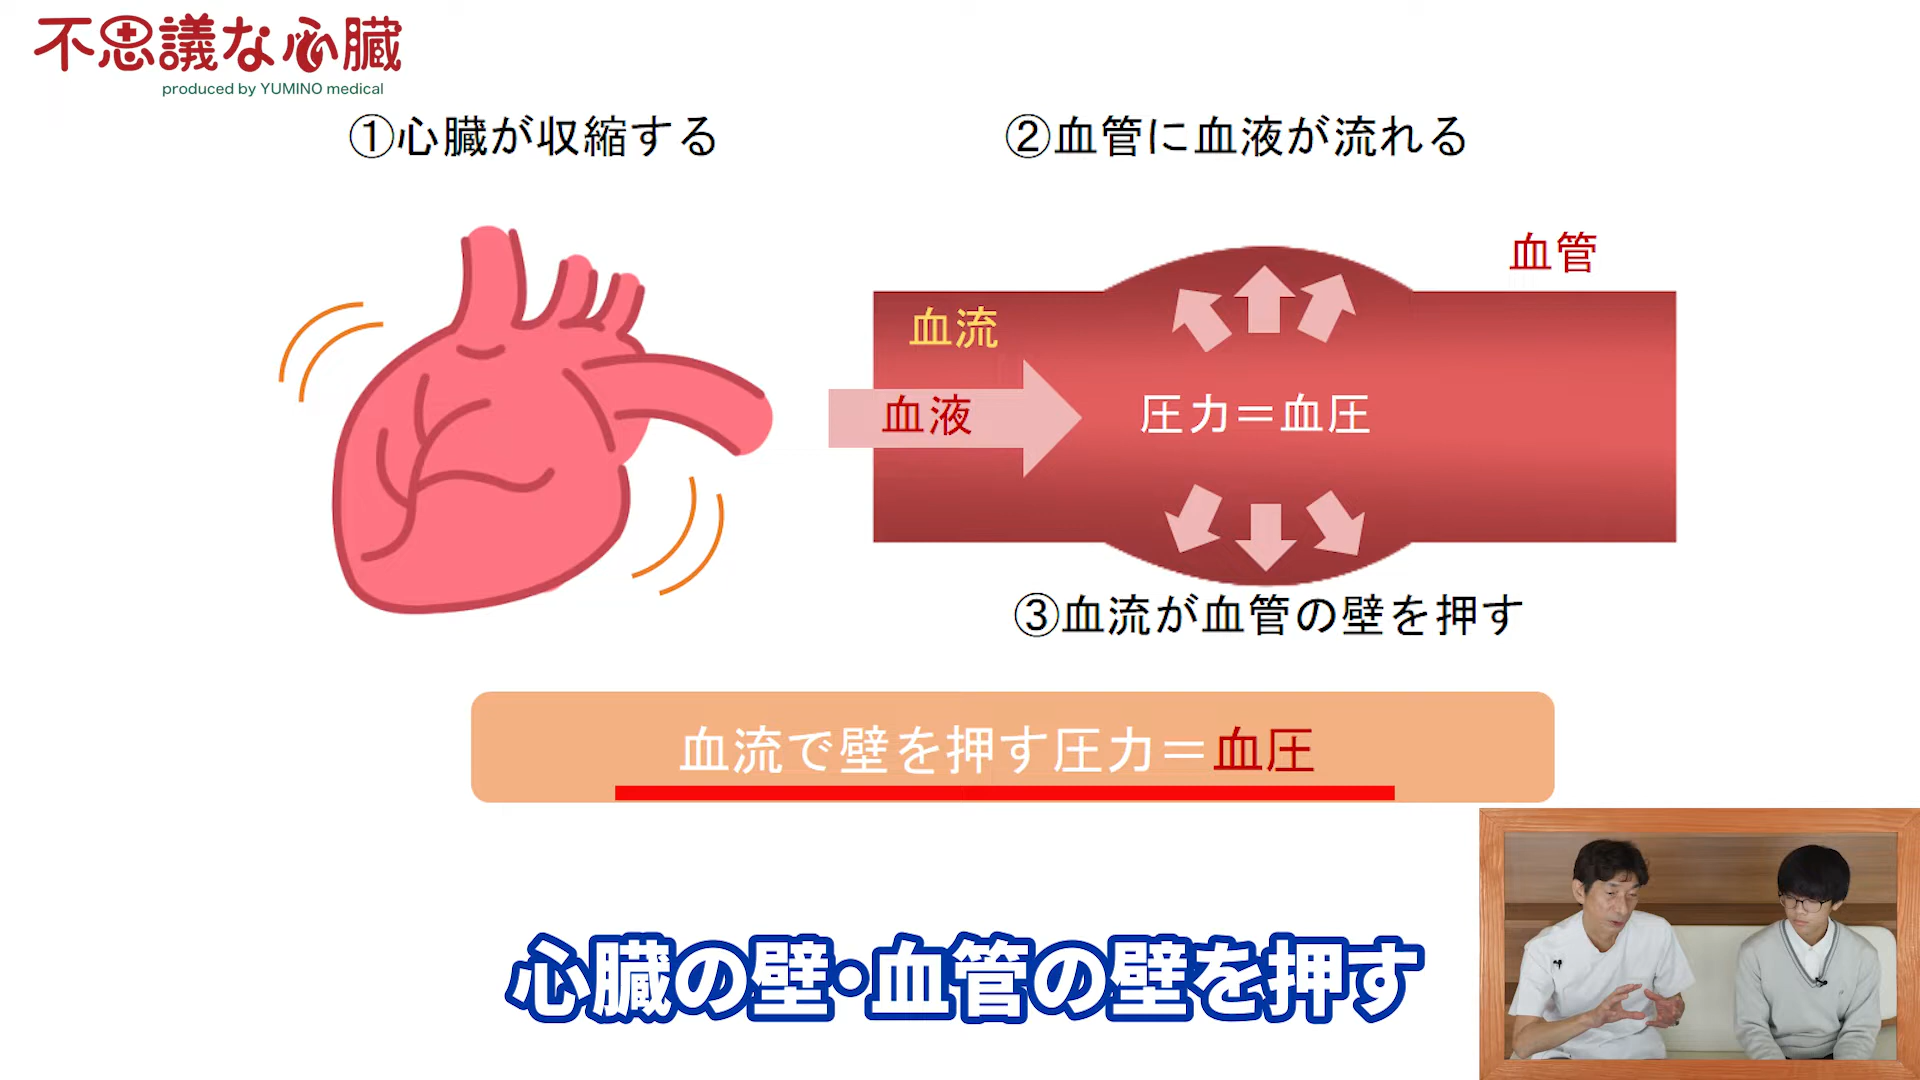 不思議な心臓
produced by YUMINO medical
①心臓が収縮する
②血管に血液が流れる
血管
血流
血液
圧力＝血圧
③血流が血管の壁を押す
血流で壁を押す圧力＝血圧
心臓の壁・血管の壁を押す